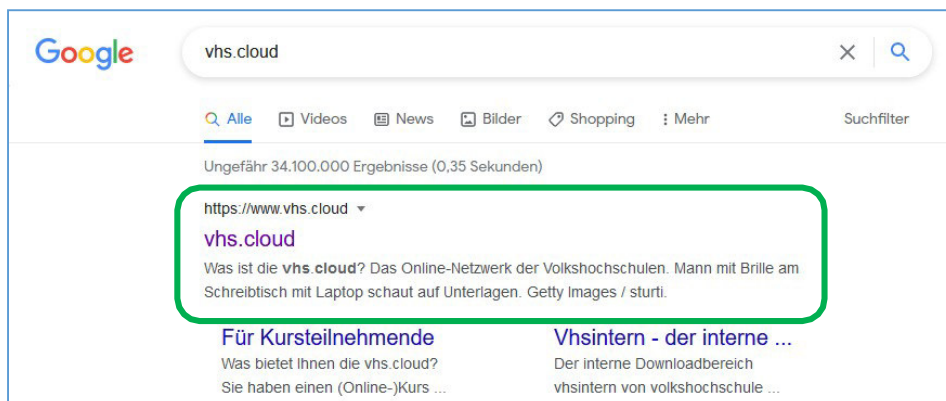 Google
vhs.cloud
Alle Videos News Bilder Shopping Mehr Suchfilter
Ungefähr 34.100.000 Ergebnisse (0,35 Sekunden)
https://www.vhs.cloud
vhs.cloud
Was ist die vhs.cloud? Das Online-Netzwerk der Volkshochschulen. Mann mit Brille am
Schreibtisch mit Laptop schaut auf Unterlagen. Getty Images / sturti.
Für Kursteilnehmende
Was bietet Ihnen die vhs.cloud?
Sie haben einen (Online-)Kurs ...
Vhsintern - der interne ...
Der interne Downloadbereich
vhsintern von volkshochschule ...